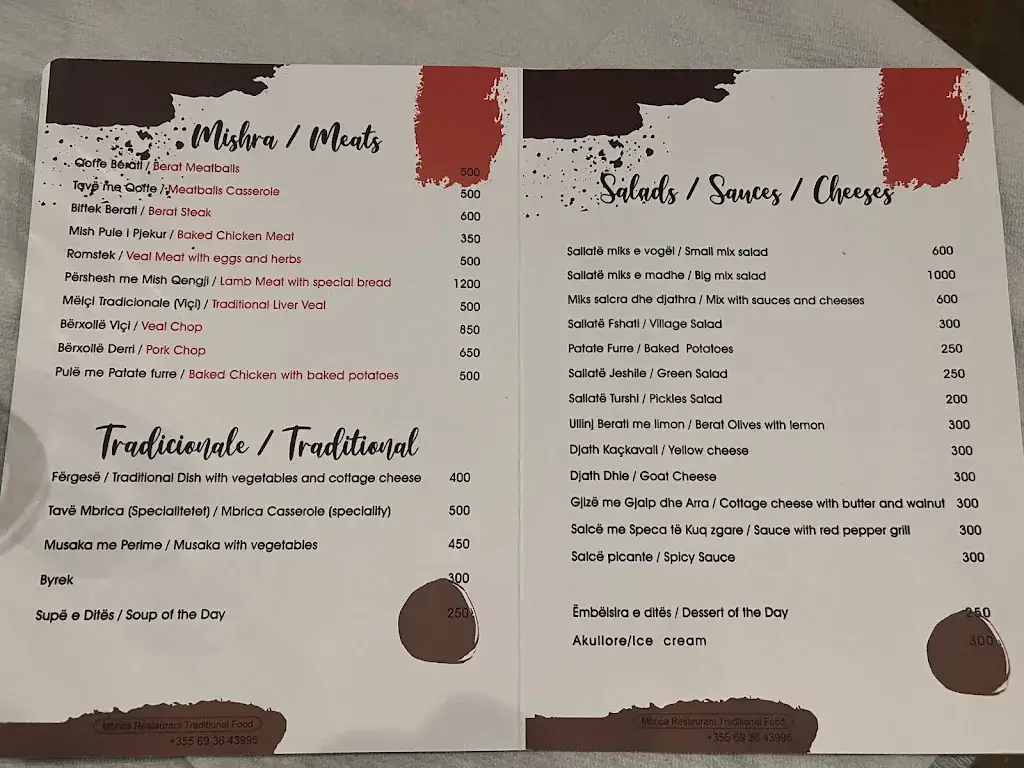 Mishra / Meats
Qofte Berati / Berat Meatballs 500
Tavë me Qofte / Meatballs Casserole 500
Biftek Berati / Berat Steak 600
Mish Pule i Pjekur / Baked Chicken Meat 350
Romstek / Veal Meat with eggs and herbs 500
Përshesh me Mish Qengji / Lamb Meat with special bread 1200
Mëlçi Tradicionale (Viçi) / Traditional Liver Veal 500
Bërxollë Viçi / Veal Chop 850
Bërxollë Derri / Pork Chop 650
Pulë me Patate furre / Baked Chicken with baked potatoes 500
Tradicionale / Traditional
Fërgesë / Traditional Dish with vegetables and cottage cheese 400
Tavë Mbrica (Specialitetet) / Mbrica Casserole (speciality) 500
Musaka me Perime / Musaka with vegetables 450
Byrek 300
Supë e Ditës / Soup of the Day 250
Mbrica Restaurant Traditional Food
+355 69 36 43995
Salads / Sauces / Cheeses
Sallatë miks e vogël / Small mix salad 600
Sallatë miks e madhe / Big mix salad 1000
Miks salcra dhe djathra / Mix with sauces and cheeses 600
Sallatë Fshati / Village Salad 300
Patate Furre / Baked Potatoes 250
Sallatë Jeshile / Green Salad 250
Sallatë Turshi / Pickles Salad 200
Ullinj Berati me limon / Berat Olives with lemon 300
Djath Kaçkavall / Yellow cheese 300
Djath Dhie / Goat Cheese 300
Gjizë me Gjalp dhe Arra / Cottage cheese with butter and walnut 300
Salcë me Speca të Kuq zgare / Sauce with red pepper grill 300
Salcë picante / Spicy Sauce 300
Ëmbëlsira e ditës / Dessert of the Day 250
Akullore/Ice cream 300
Mbrica Restaurant Traditional Food
+355 69 36 43995